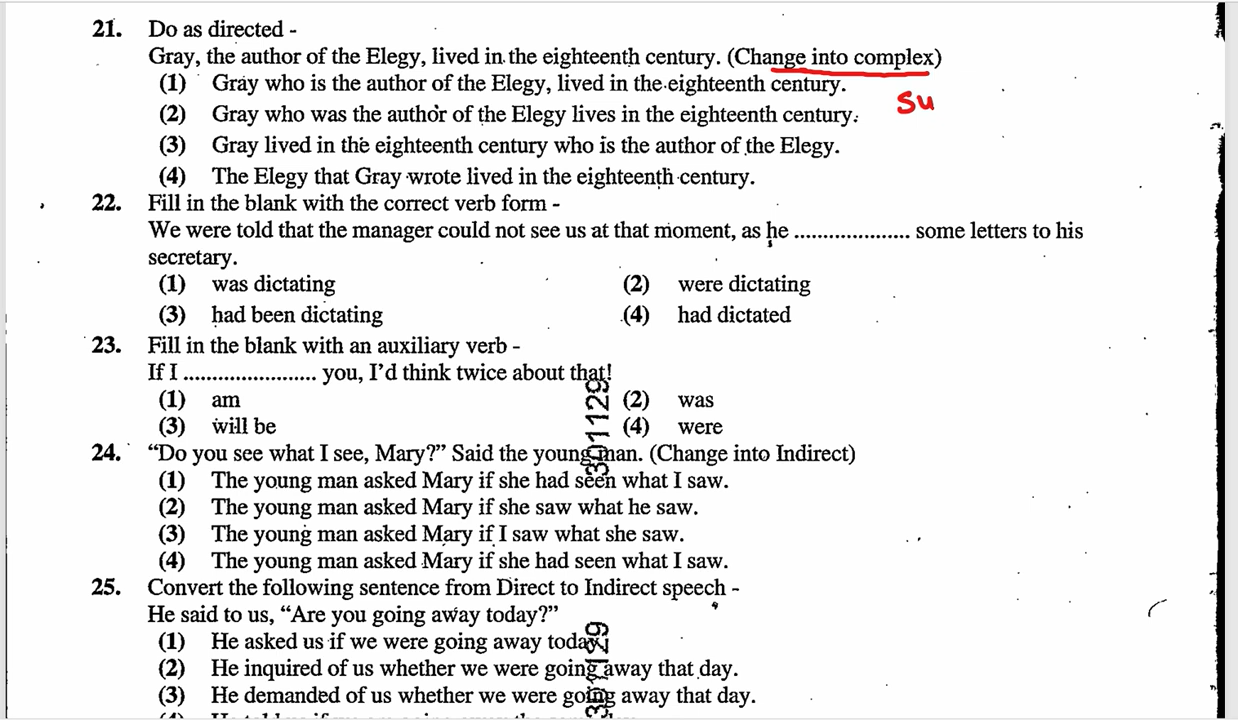 21. Do as directed -
Gray, the author of the Elegy, lived in the eighteenth century. (Change into complex)
(1) Gray who is the author of the Elegy, lived in the eighteenth century.
su
(2) Gray who was the author of the Elegy lives in the eighteenth century.
(3) Gray lived in the eighteenth century who is the author of the Elegy.
(4) The Elegy that Gray wrote lived in the eighteenth century.
22. Fill in the blank with the correct verb form -
We were told that the manager could not see us at that moment, as he .................... some letters to his
secretary.
(1) was dictating (2) were dictating
(3) had been dictating (4) had dictated
23. Fill in the blank with an auxiliary verb -
If I ....................... you, I'd think twice about that!
(1) am (2) was
(3) will be (4) were
301129
24. "Do you see what I see, Mary?" Said the young man. (Change into Indirect)
(1) The young man asked Mary if she had seen what I saw.
(2) The young man asked Mary if she saw what he saw.
(3) The young man asked Mary if I saw what she saw.
(4) The young man asked Mary if she had seen what I saw.
25. Convert the following sentence from Direct to Indirect speech -
He said to us, "Are you going away today?"
(1) He asked us if we were going away today.
(2) He inquired of us whether we were going away that day.
(3) He demanded of us whether we were going away that day.
301129